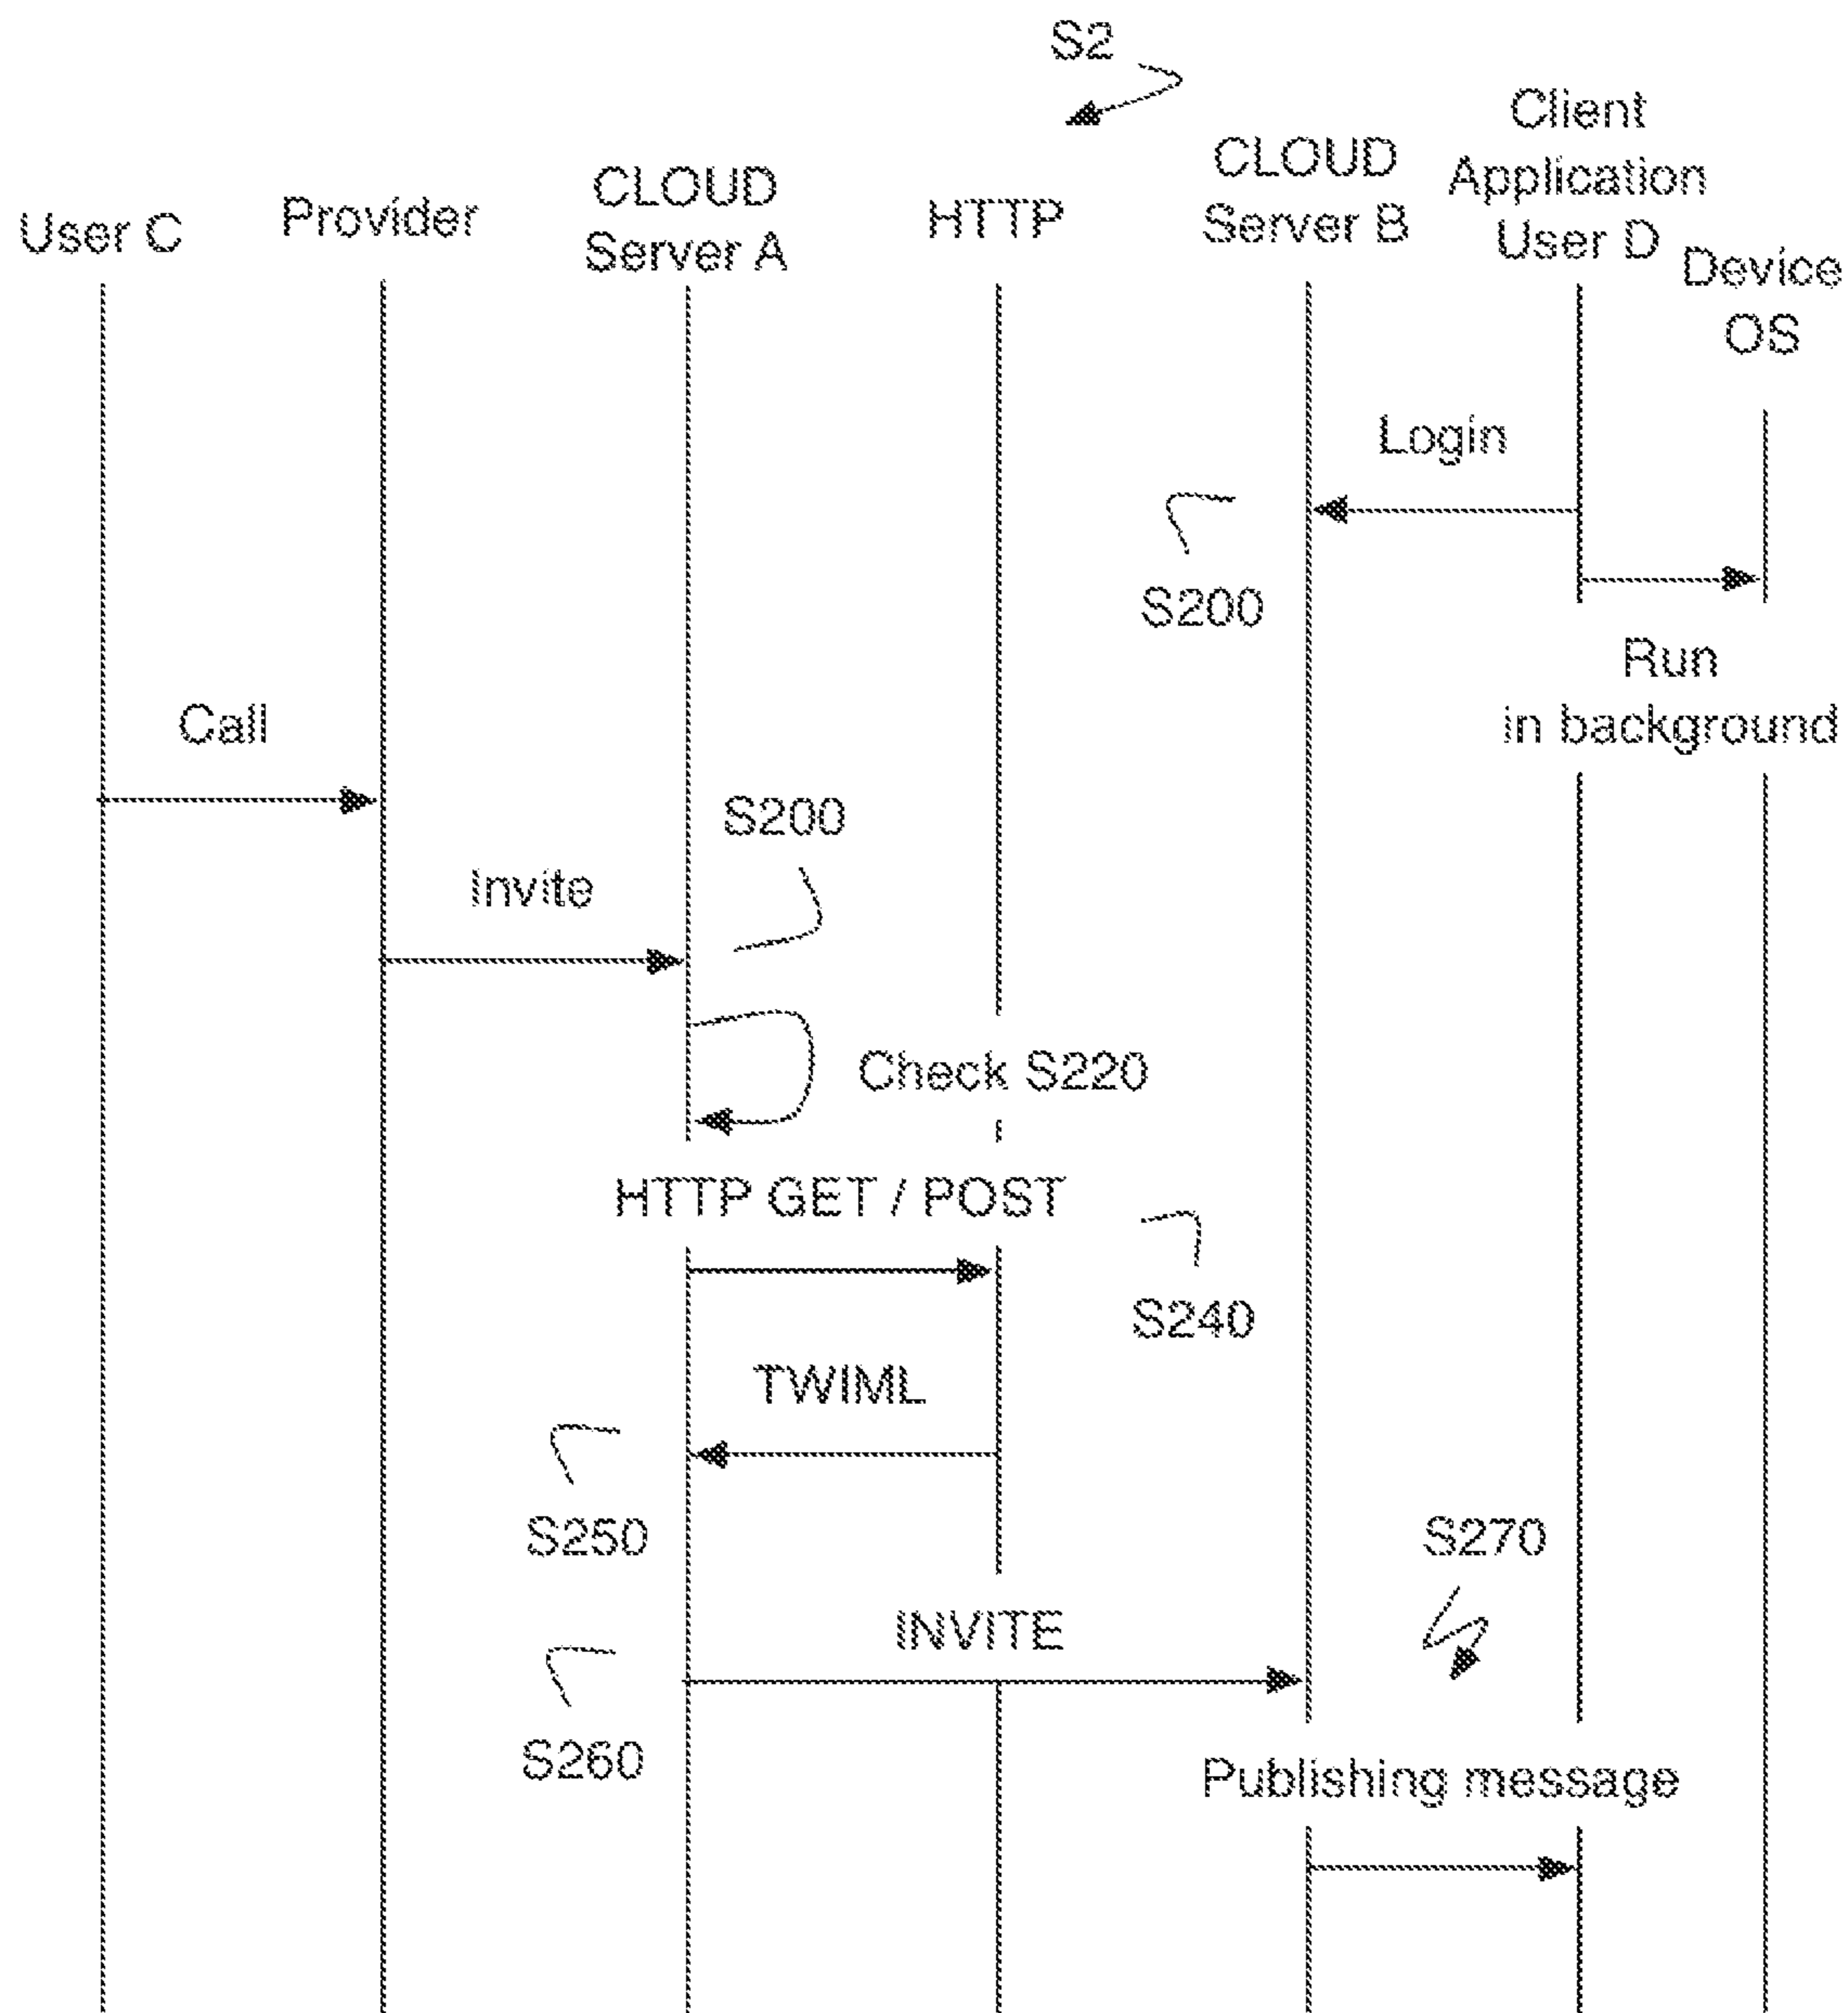 S2
User C
Provider
CLOUD
Server A
HTTP
CLOUD
Server B
Client
Application
User D
Device
OS
Login
S200
Run
in background
Call
S200
Invite
Check S220
HTTP GET / POST
S240
TWIML
S250
S270
INVITE
S260
Publishing message